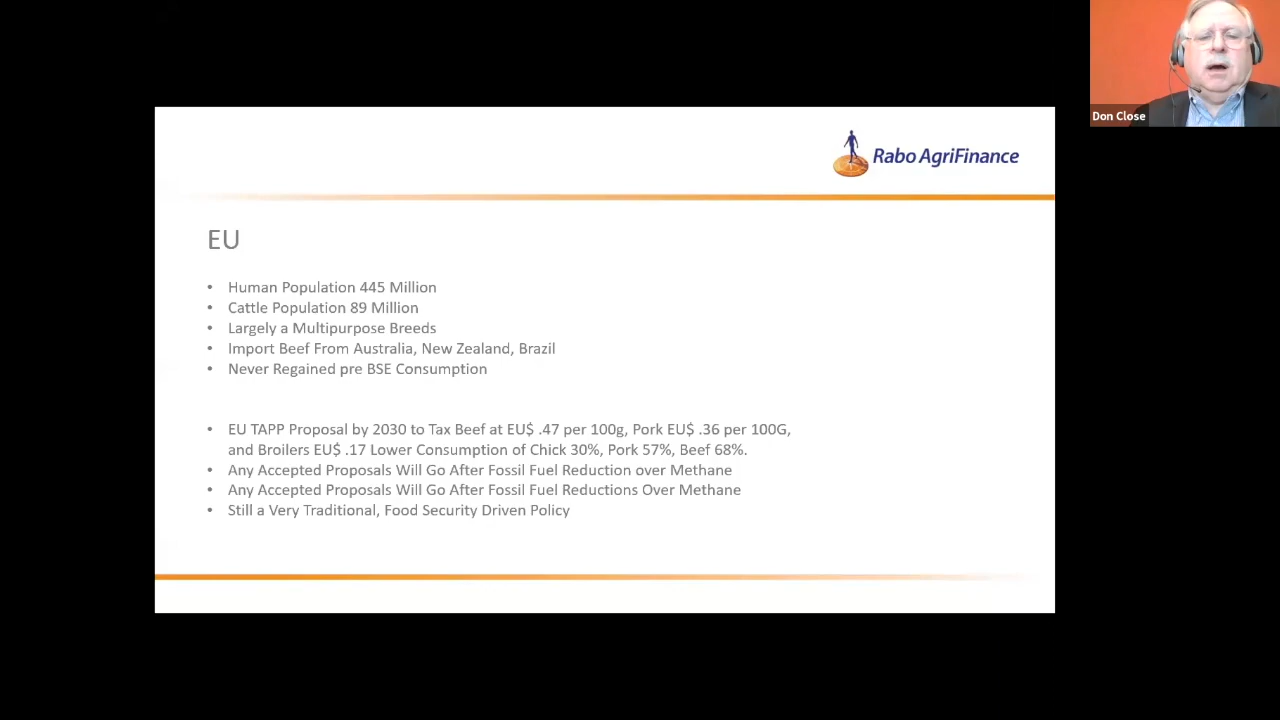 Don Close
Rabo AgriFinance
EU
• Human Population 445 Million
• Cattle Population 89 Million
• Largely a Multipurpose Breeds
• Import Beef From Australia, New Zealand, Brazil
• Never Regained pre BSE Consumption
• EU TAPP Proposal by 2030 to Tax Beef at EU$ .47 per 100g, Pork EU$ .36 per 100G,
and Broilers EU$ .17 Lower Consumption of Chick 30%, Pork 57%, Beef 68%.
• Any Accepted Proposals Will Go After Fossil Fuel Reduction over Methane
• Any Accepted Proposals Will Go After Fossil Fuel Reductions Over Methane
• Still a Very Traditional, Food Security Driven Policy